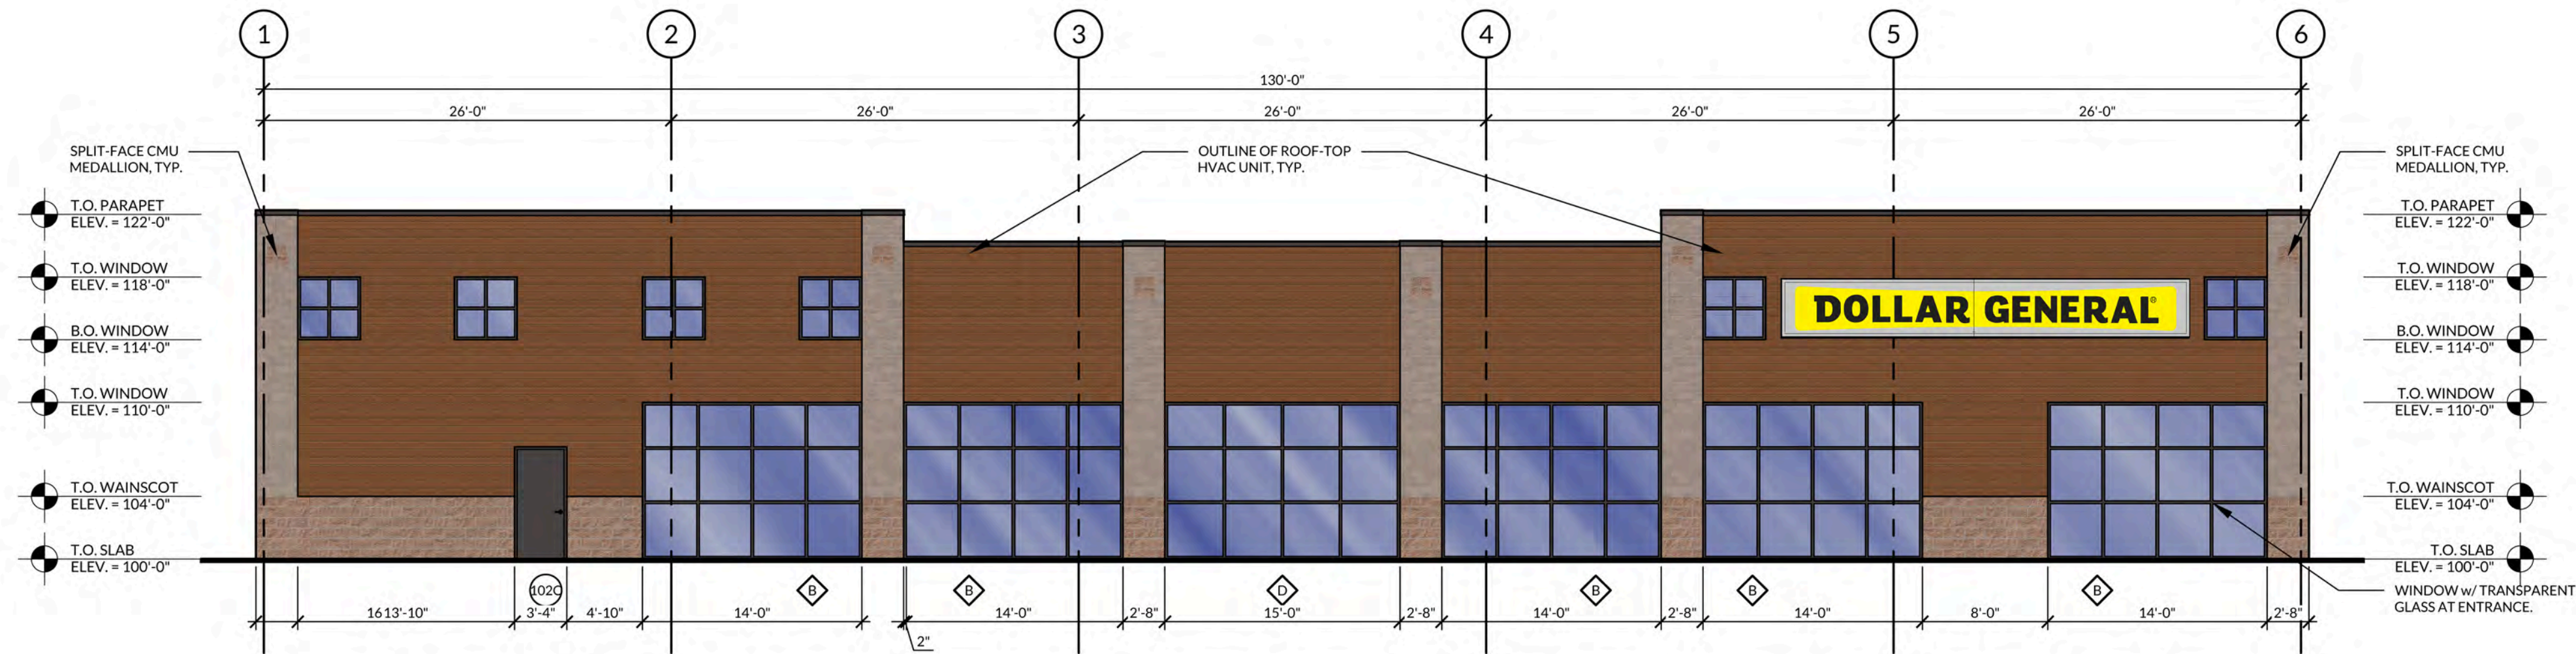 1 2 3 4 5 6
130'-0"
26'-0" 26'-0" 26'-0" 26'-0" 26'-0"
SPLIT-FACE CMU
MEDALLION, TYP.
OUTLINE OF ROOF-TOP
HVAC UNIT, TYP.
SPLIT-FACE CMU
MEDALLION, TYP.
T.O. PARAPET
ELEV. = 122'-0"
T.O. WINDOW
ELEV. = 118'-0"
B.O. WINDOW
ELEV. = 114'-0"
T.O. WINDOW
ELEV. = 110'-0"
T.O. WAINSCOT
ELEV. = 104'-0"
T.O. SLAB
ELEV. = 100'-0"
DOLLAR GENERAL®
T.O. PARAPET
ELEV. = 122'-0"
T.O. WINDOW
ELEV. = 118'-0"
B.O. WINDOW
ELEV. = 114'-0"
T.O. WINDOW
ELEV. = 110'-0"
T.O. WAINSCOT
ELEV. = 104'-0"
T.O. SLAB
ELEV. = 100'-0"
WINDOW w/ TRANSPARENT
GLASS AT ENTRANCE.
102C B B D B B B
1613'-10" 3'-4" 4'-10" 14'-0" 14'-0" 2'-8" 15'-0" 2'-8" 14'-0" 2'-8" 14'-0" 8'-0" 14'-0" 2'-8"
2"